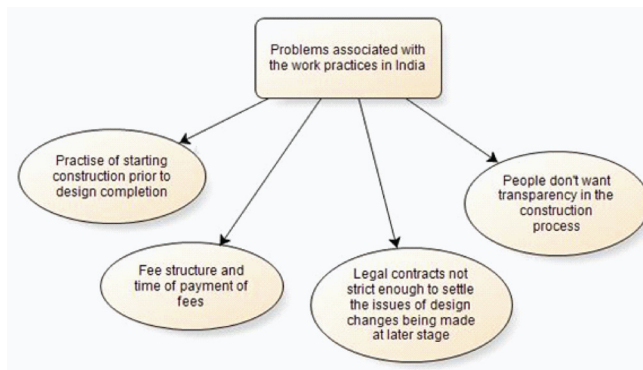 Problems associated with
the work practices in India
Practise of starting
construction prior to
design completion
People don't want
transparency in the
construction
process
Fee structure and
time of payment of
fees
Legal contracts not
strict enough to settle
the issues of design
changes being made
at later stage